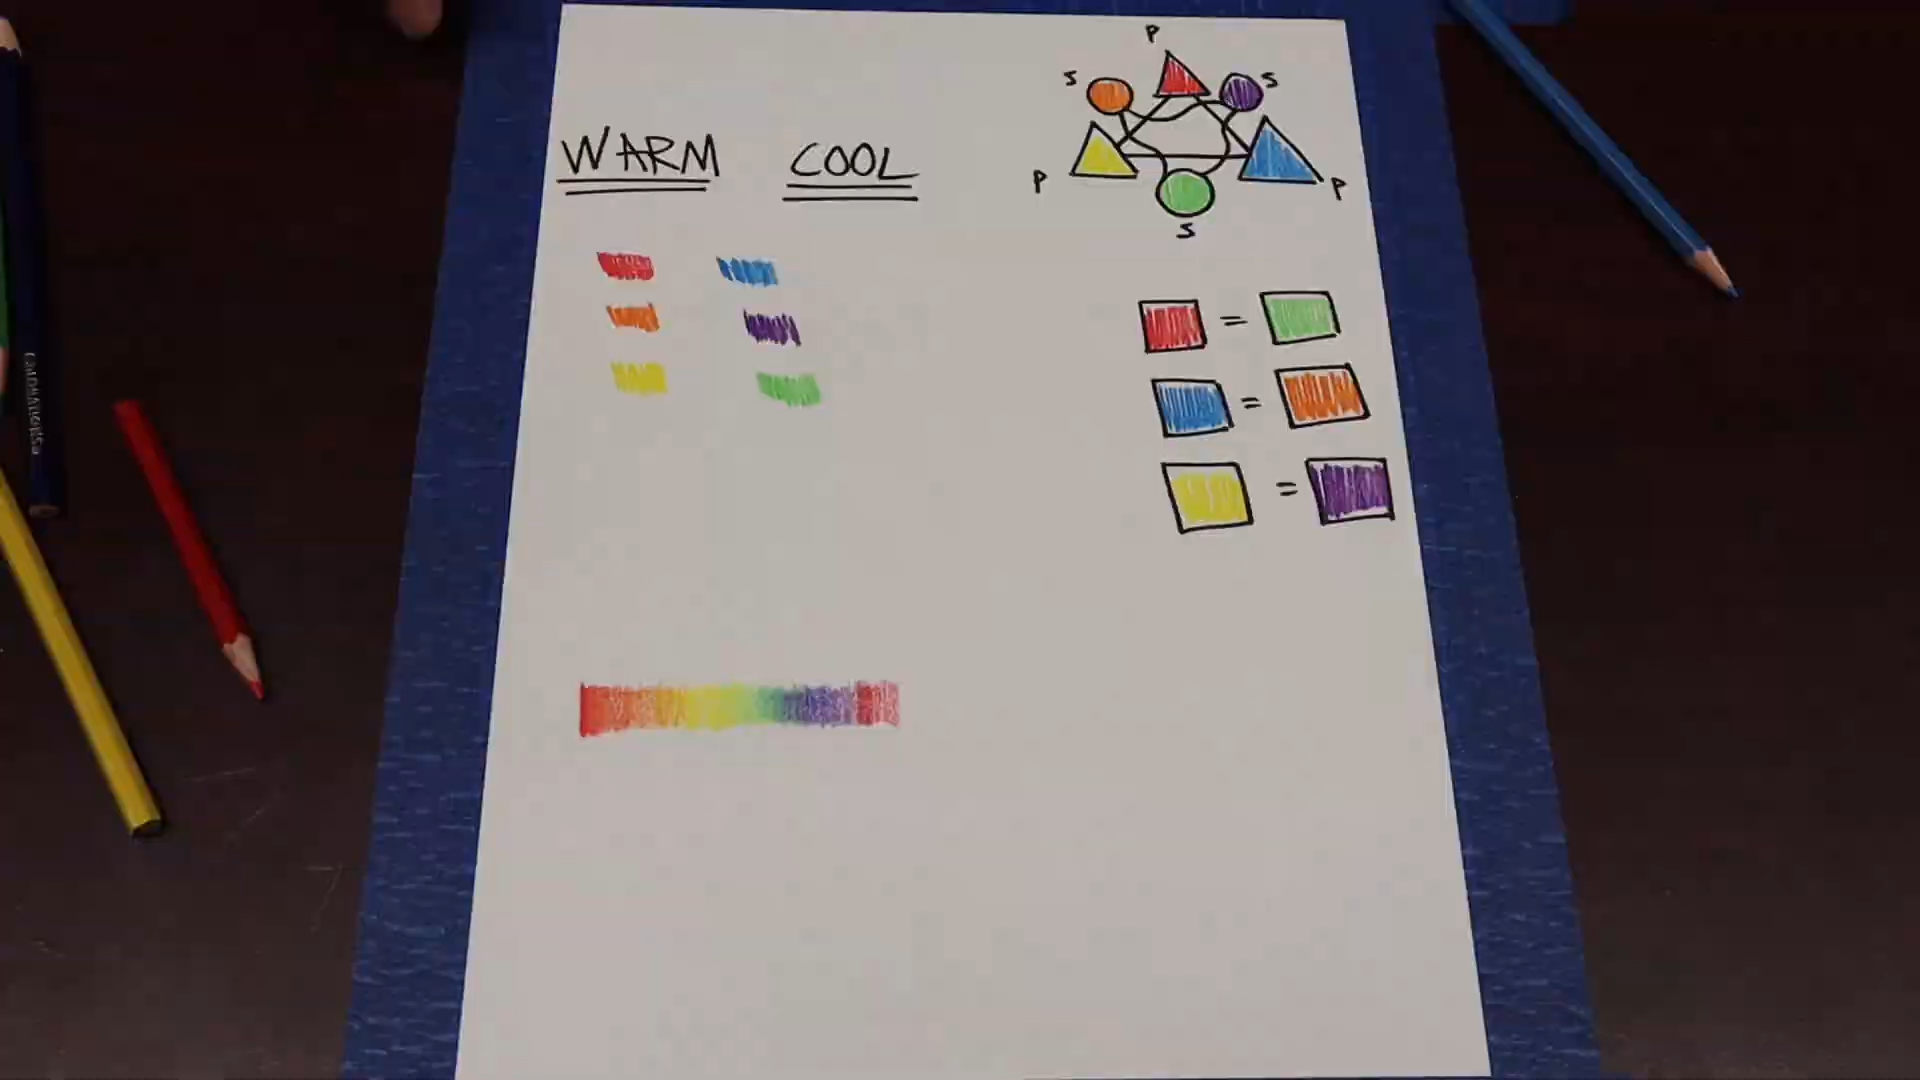 P
S S
WARM COOL
P P
S
=
=
=